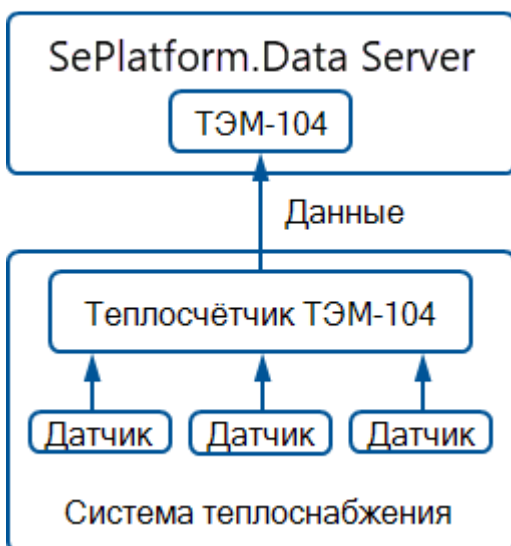 SePlatform.Data Server
ТЭМ-104
Данные
Теплосчётчик ТЭМ-104
Датчик Датчик Датчик
Система теплоснабжения